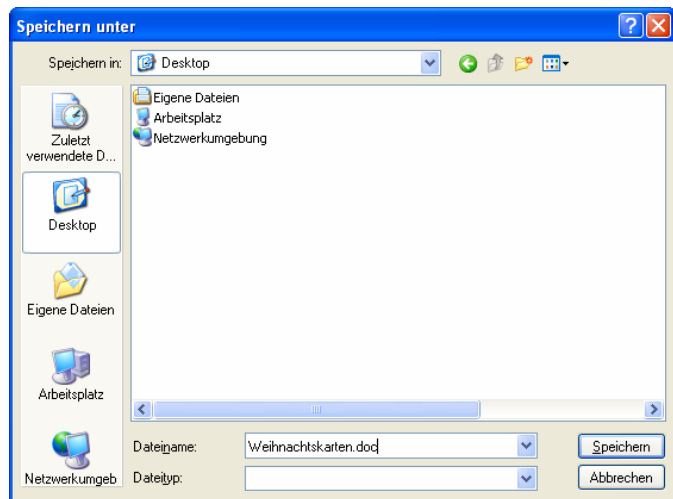 Speichern unter
Speichern in:
Desktop
Zuletzt
verwendete D...
Desktop
Eigene Dateien
Arbeitsplatz
Netzwerkumgeb
Eigene Dateien
Arbeitsplatz
Netzwerkumgebung
Dateiname:
Weihnachtskarten.doc
Speichern
Dateityp:
Abbrechen